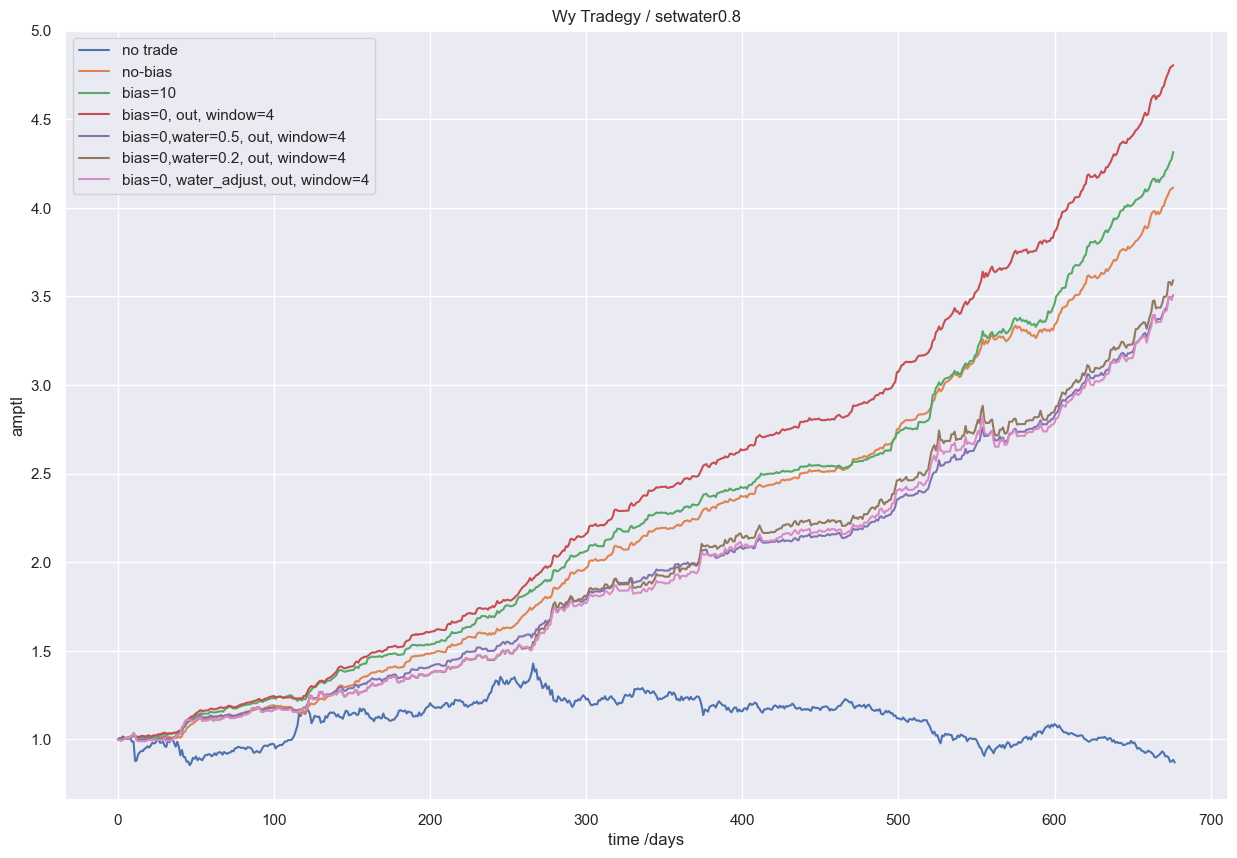 Wy Tradegy / setwater0.8
no trade
no-bias
bias=10
bias=0, out, window=4
bias=0,water=0.5, out, window=4
bias=0,water=0.2, out, window=4
bias=0, water_adjust, out, window=4
5.0
4.5
4.0
3.5
3.0
2.5
2.0
1.5
1.0
amptl
0 100 200 300 400 500 600 700
time /days